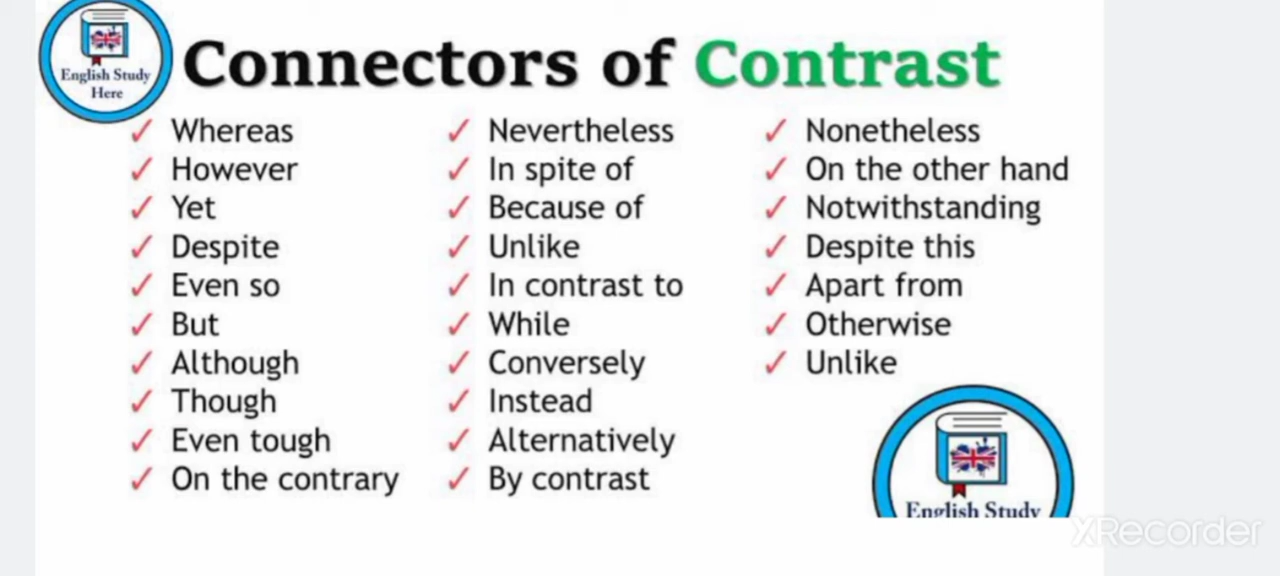 English Study
Here
Connectors of Contrast
✓ Whereas
✓ However
✓ Yet
✓ Despite
✓ Even so
✓ But
✓ Although
✓ Though
✓ Even tough
✓ On the contrary
✓ Nevertheless
✓ In spite of
✓ Because of
✓ Unlike
✓ In contrast to
✓ While
✓ Conversely
✓ Instead
✓ Alternatively
✓ By contrast
✓ Nonetheless
✓ On the other hand
✓ Notwithstanding
✓ Despite this
✓ Apart from
✓ Otherwise
✓ Unlike
English Study
XRecorder